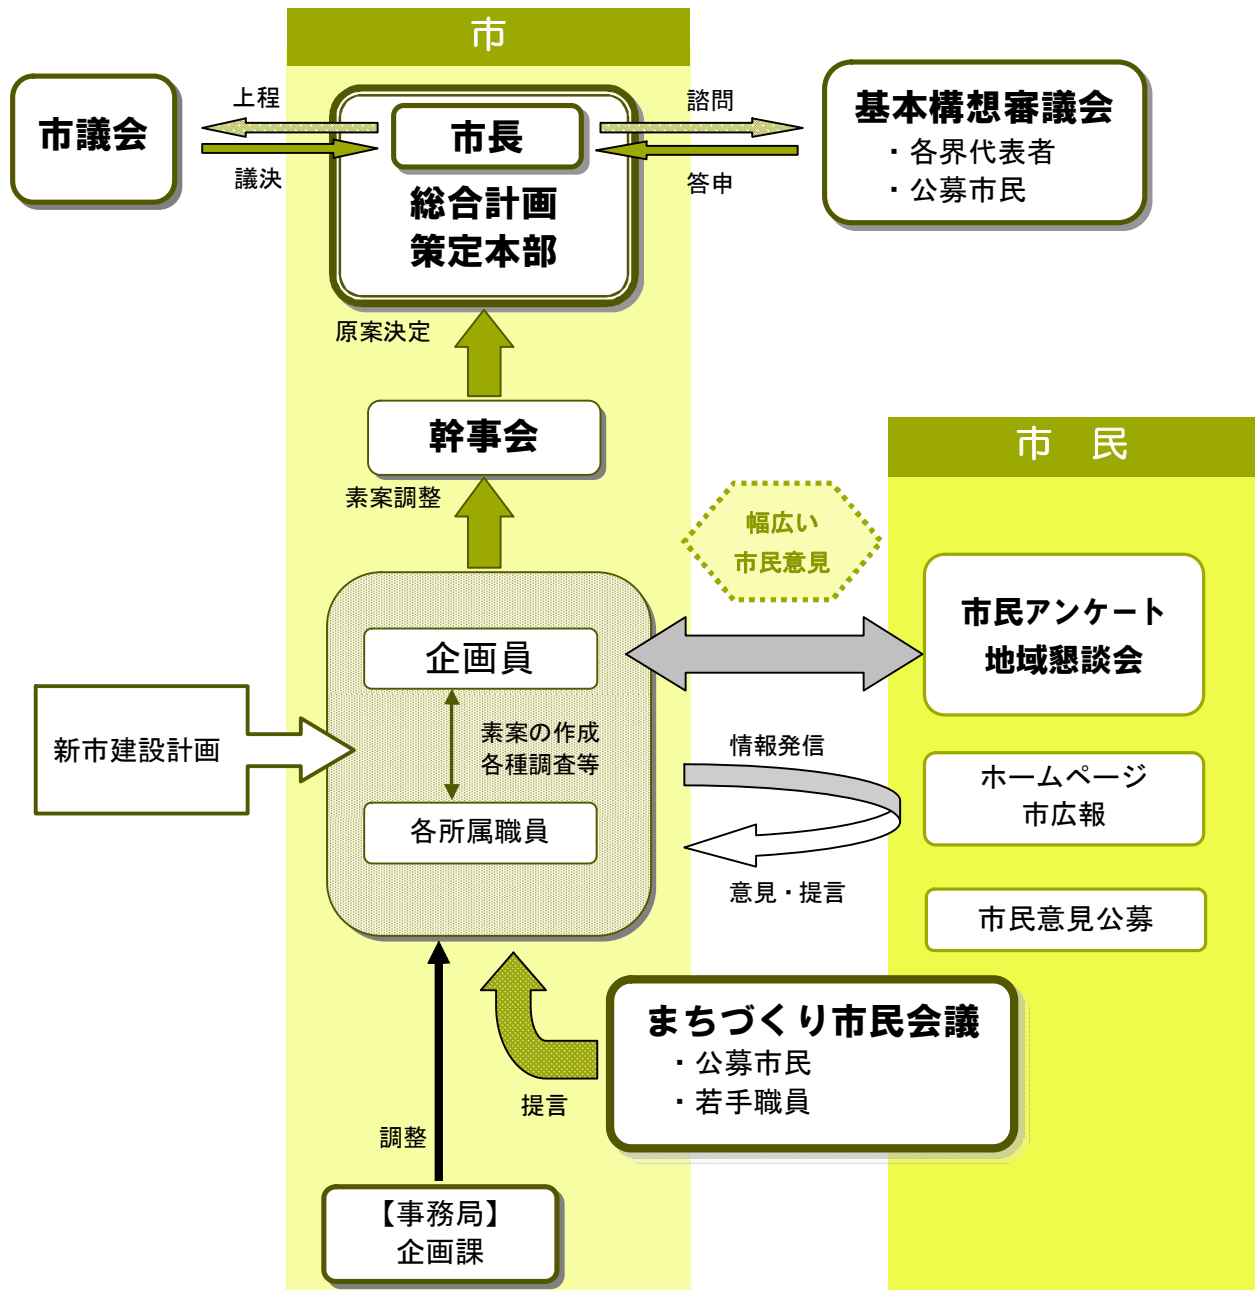 市
市議会
上程
議決
市長
総合計画
策定本部
諮問
答申
基本構想審議会
・各界代表者
・公募市民
原案決定
幹事会
素案調整
市　民
幅広い
市民意見
企画員
素案の作成
各種調査等
各所属職員
新市建設計画
市民アンケート
地域懇談会
情報発信
意見・提言
ホームページ
市広報
市民意見公募
まちづくり市民会議
・公募市民
・若手職員
提言
調整
【事務局】
企画課